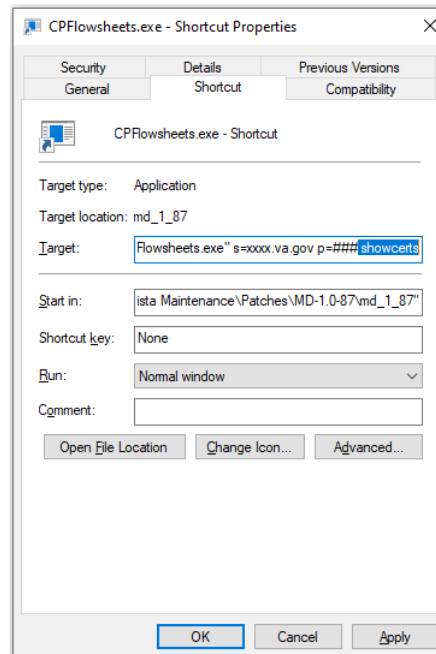 CPFlowsheets.exe - Shortcut Properties
Security Details Previous Versions
General Shortcut Compatibility
CPFlowsheets.exe - Shortcut
Target type: Application
Target location: md_1_87
Target: Flowsheets.exe" s=xxxx.va.gov p=### showcerts
Start in: ista Maintenance\Patches\MD-1.0-87\md_1_87"
Shortcut key: None
Run: Normal window
Comment:
Open File Location Change Icon... Advanced...
OK Cancel Apply